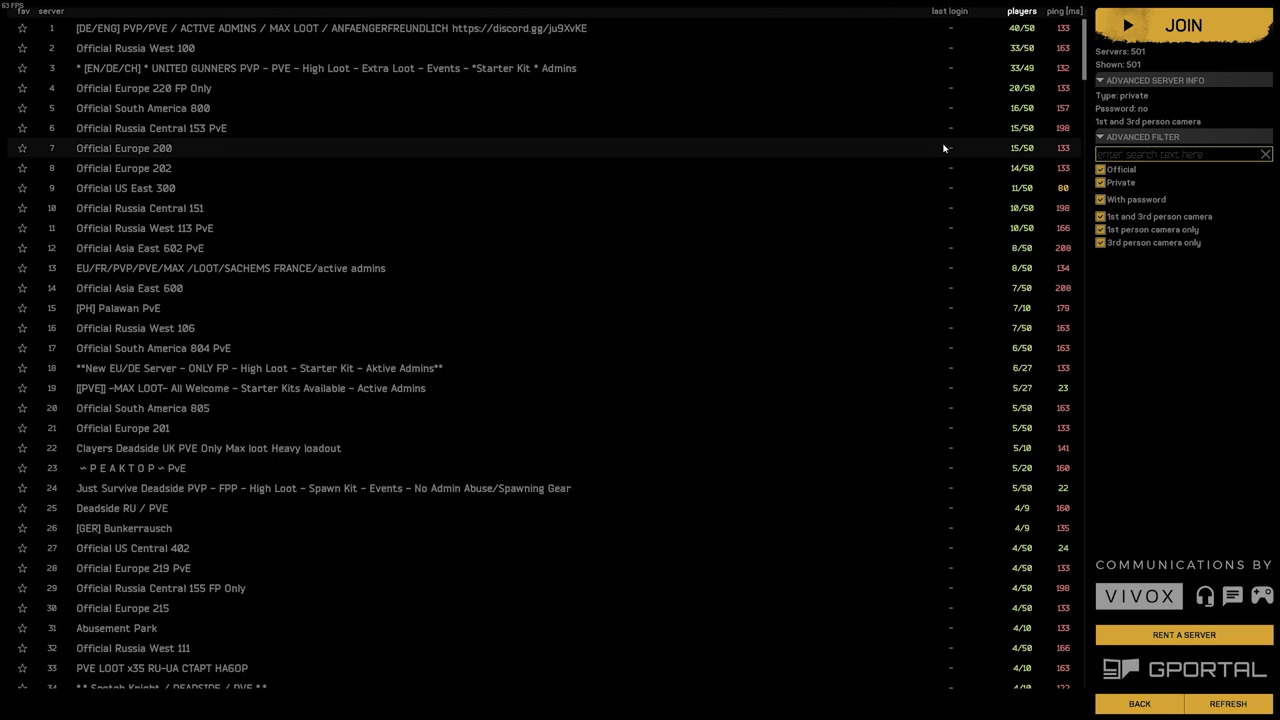 63 FPS
fav server last login players ping [ms]
1 [DE/ENG] PVP/PVE / ACTIVE ADMINS / MAX LOOT / ANFAENGERFREUNDLICH https://discord.gg/ju9XvKE - 40/50 133
2 Official Russia West 100 - 33/50 163
3 * [EN/DE/CH] * UNITED GUNNERS PVP - PVE - High Loot - Extra Loot - Events - *Starter Kit * Admins - 33/49 132
4 Official Europe 220 FP Only - 20/50 133
5 Official South America 800 - 16/50 157
6 Official Russia Central 153 PvE - 15/50 198
7 Official Europe 200 - 15/50 133
8 Official Europe 202 - 14/50 133
9 Official US East 300 - 11/50 80
10 Official Russia Central 151 - 10/50 198
11 Official Russia West 113 PvE - 10/50 166
12 Official Asia East 602 PvE - 8/50 208
13 EU/FR/PVP/PVE/MAX /LOOT/SACHEMS FRANCE/active admins - 8/50 134
14 Official Asia East 600 - 7/50 208
15 [PH] Palawan PvE - 7/10 179
16 Official Russia West 106 - 7/50 163
17 Official South America 804 PvE - 6/50 163
18 **New EU/DE Server - ONLY FP - High Loot - Starter Kit - Aktive Admins** - 6/27 133
19 [[PVE]] -MAX LOOT- All Welcome - Starter Kits Available - Active Admins - 5/27 23
20 Official South America 805 - 5/50 163
21 Official Europe 201 - 5/50 133
22 Clayers Deadside UK PVE Only Max loot Heavy loadout - 5/10 141
23 ~ P E A K T O P ~ PvE - 5/20 160
24 Just Survive Deadside PVP - FPP - High Loot - Spawn Kit - Events - No Admin Abuse/Spawning Gear - 5/50 22
25 Deadside RU / PVE - 4/9 160
26 [GER] Bunkerrausch - 4/9 135
27 Official US Central 402 - 4/50 24
28 Official Europe 219 PvE - 4/50 133
29 Official Russia Central 155 FP Only - 4/50 198
30 Official Europe 215 - 4/50 133
31 Abusement Park - 4/10 133
32 Official Russia West 111 - 4/50 166
33 PVE LOOT x35 RU-UA СТАРТ НАБОР - 4/10 163
34 ** Scotch Knight / DEADSIDE / PVE ** - 4/10
JOIN
Servers: 501
Shown: 501
ADVANCED SERVER INFO
Type: private
Password: no
1st and 3rd person camera
ADVANCED FILTER
enter search text here
Official
Private
With password
1st and 3rd person camera
1st person camera only
3rd person camera only
COMMUNICATIONS BY
VIVOX
RENT A SERVER
GPORTAL
BACK REFRESH